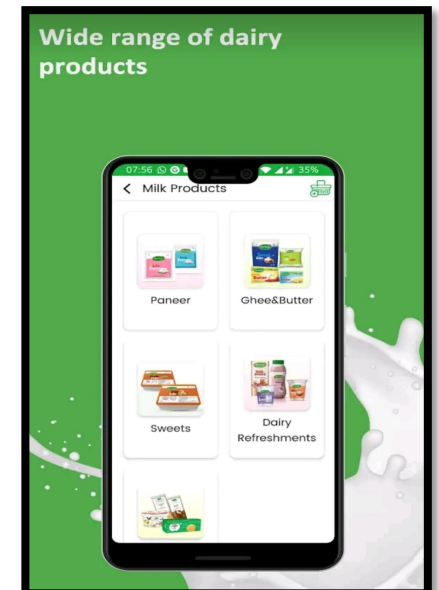 Wide range of dairy
products
07:56
35%
Milk Products
Paneer
Ghee&Butter
Sweets
Dairy
Refreshments